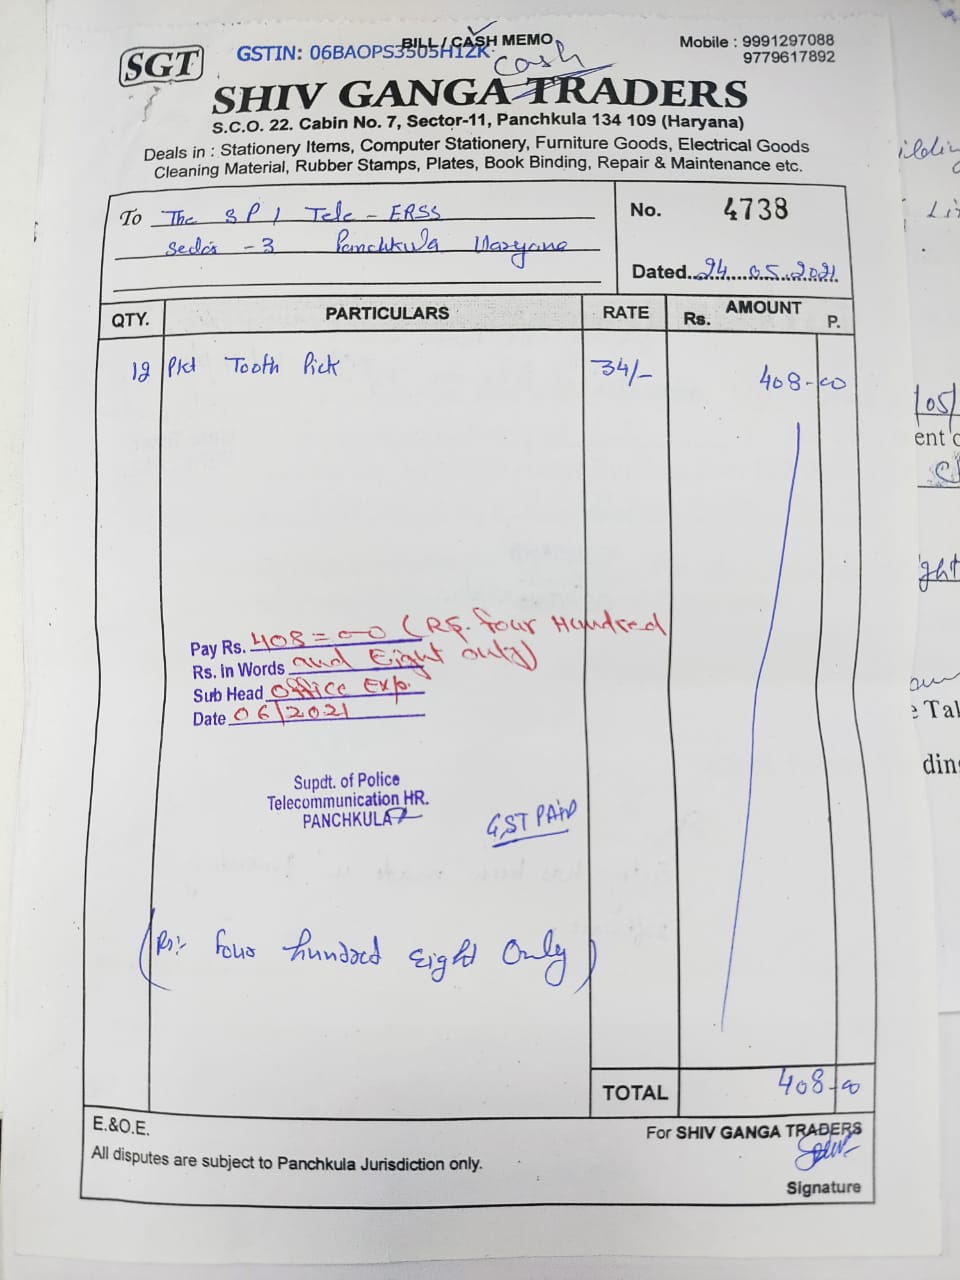 BILL / CASH MEMO
Cash
SGT
GSTIN: 06BAOPS3505H1ZK
Mobile : 9991297088
9779617892
SHIV GANGA TRADERS
S.C.O. 22. Cabin No. 7, Sector-11, Panchkula 134 109 (Haryana)
Deals in : Stationery Items, Computer Stationery, Furniture Goods, Electrical Goods
Cleaning Material, Rubber Stamps, Plates, Book Binding, Repair & Maintenance etc.
To The S P / Tele - ERSS
-3 Panchkula Haryana
No. 4738
Dated..24....05..2021.
QTY. PARTICULARS RATE AMOUNT
Rs. P.
12 Pkt Tooth Pick 34/- 408-00
Pay Rs. 408=00 (Rs. four Hundred
Rs. in Words and Eight only)
Sub Head Office Exp.
Date 06/2021
Supdt. of Police
Telecommunication HR.
PANCHKULA
GST PAID
(Rs:- four hundred Eight Only)
TOTAL 408-00
E.&O.E.
For SHIV GANGA TRADERS
All disputes are subject to Panchkula Jurisdiction only.
Signature